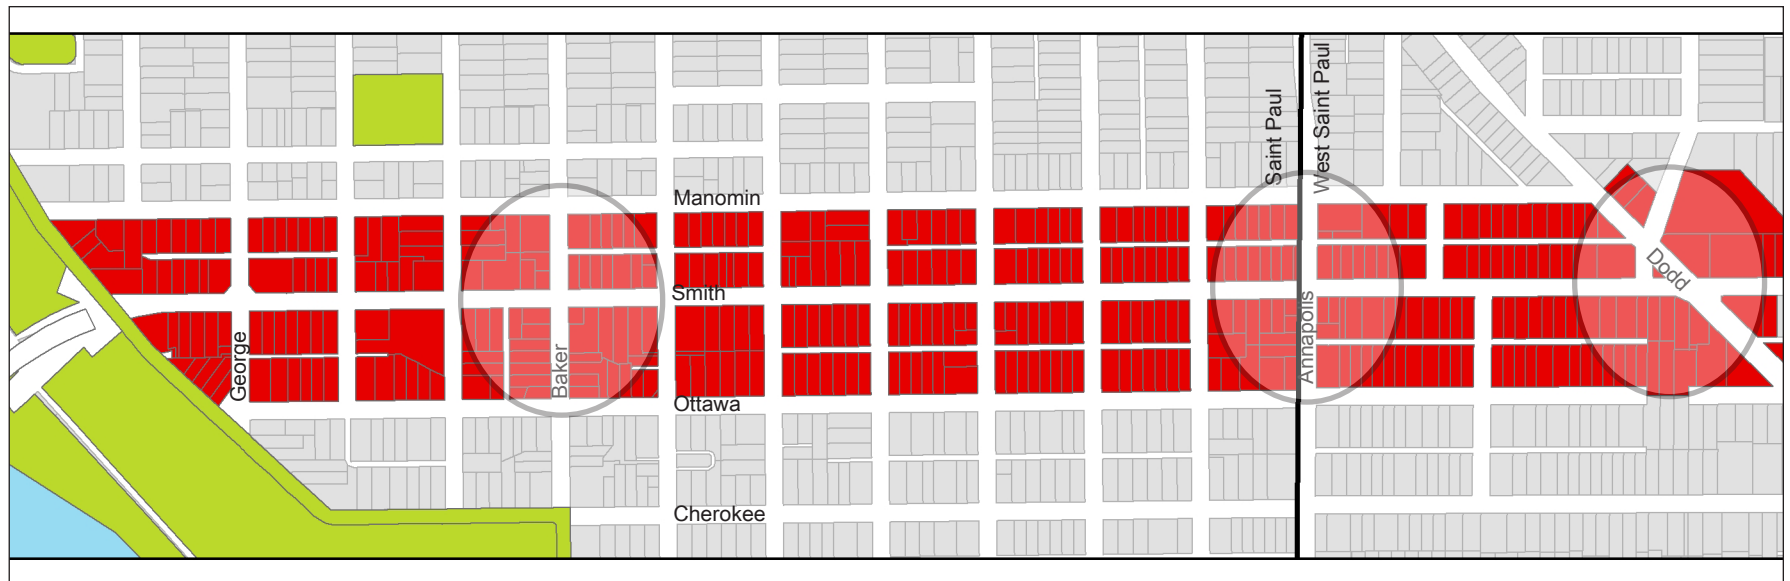 Saint Paul
West Saint Paul
Manomin
Smith
Dodd
George
Baker
Annapolis
Ottawa
Cherokee